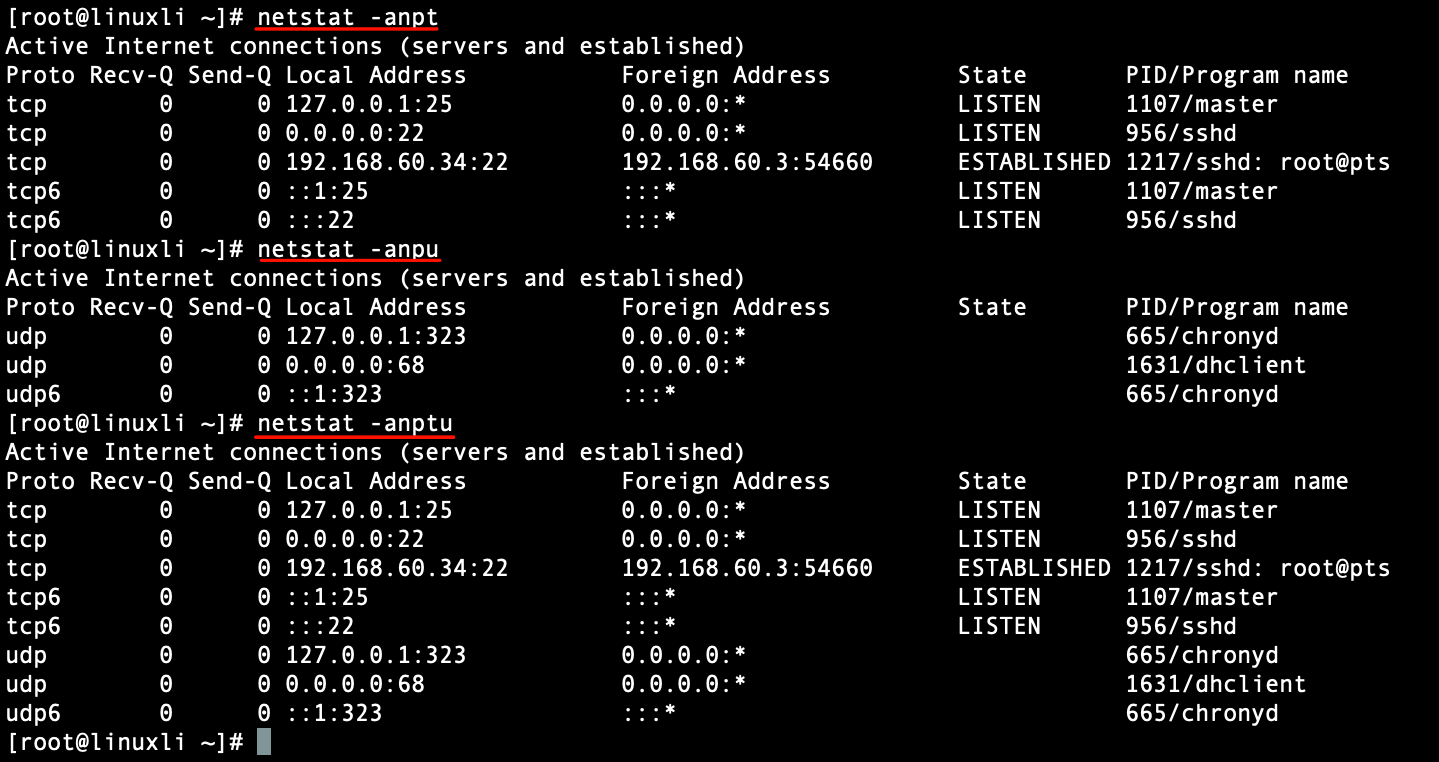 [root@linuxli ~]# netstat -anpt
Active Internet connections (servers and established)
Proto Recv-Q Send-Q Local Address           Foreign Address         State       PID/Program name
tcp        0      0 127.0.0.1:25            0.0.0.0:*               LISTEN      1107/master
tcp        0      0 0.0.0.0:22              0.0.0.0:*               LISTEN      956/sshd
tcp        0      0 192.168.60.34:22        192.168.60.3:54660      ESTABLISHED 1217/sshd: root@pts
tcp6       0      0 ::1:25                  :::*                    LISTEN      1107/master
tcp6       0      0 :::22                   :::*                    LISTEN      956/sshd
[root@linuxli ~]# netstat -anpu
Active Internet connections (servers and established)
Proto Recv-Q Send-Q Local Address           Foreign Address         State       PID/Program name
udp        0      0 127.0.0.1:323           0.0.0.0:*                           665/chronyd
udp        0      0 0.0.0.0:68              0.0.0.0:*                           1631/dhclient
udp6       0      0 ::1:323                 :::*                                665/chronyd
[root@linuxli ~]# netstat -anptu
Active Internet connections (servers and established)
Proto Recv-Q Send-Q Local Address           Foreign Address         State       PID/Program name
tcp        0      0 127.0.0.1:25            0.0.0.0:*               LISTEN      1107/master
tcp        0      0 0.0.0.0:22              0.0.0.0:*               LISTEN      956/sshd
tcp        0      0 192.168.60.34:22        192.168.60.3:54660      ESTABLISHED 1217/sshd: root@pts
tcp6       0      0 ::1:25                  :::*                    LISTEN      1107/master
tcp6       0      0 :::22                   :::*                    LISTEN      956/sshd
udp        0      0 127.0.0.1:323           0.0.0.0:*                           665/chronyd
udp        0      0 0.0.0.0:68              0.0.0.0:*                           1631/dhclient
udp6       0      0 ::1:323                 :::*                                665/chronyd
[root@linuxli ~]#